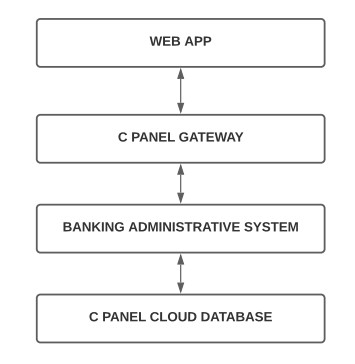 WEB APP
C PANEL GATEWAY
BANKING ADMINISTRATIVE SYSTEM
C PANEL CLOUD DATABASE